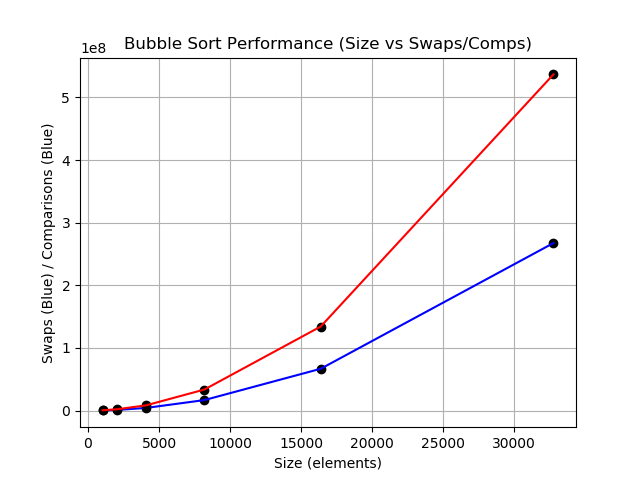 Bubble Sort Performance (Size vs Swaps/Comps)
1e8
5
4
3
2
1
0
Swaps (Blue) / Comparisons (Blue)
0 5000 10000 15000 20000 25000 30000
Size (elements)